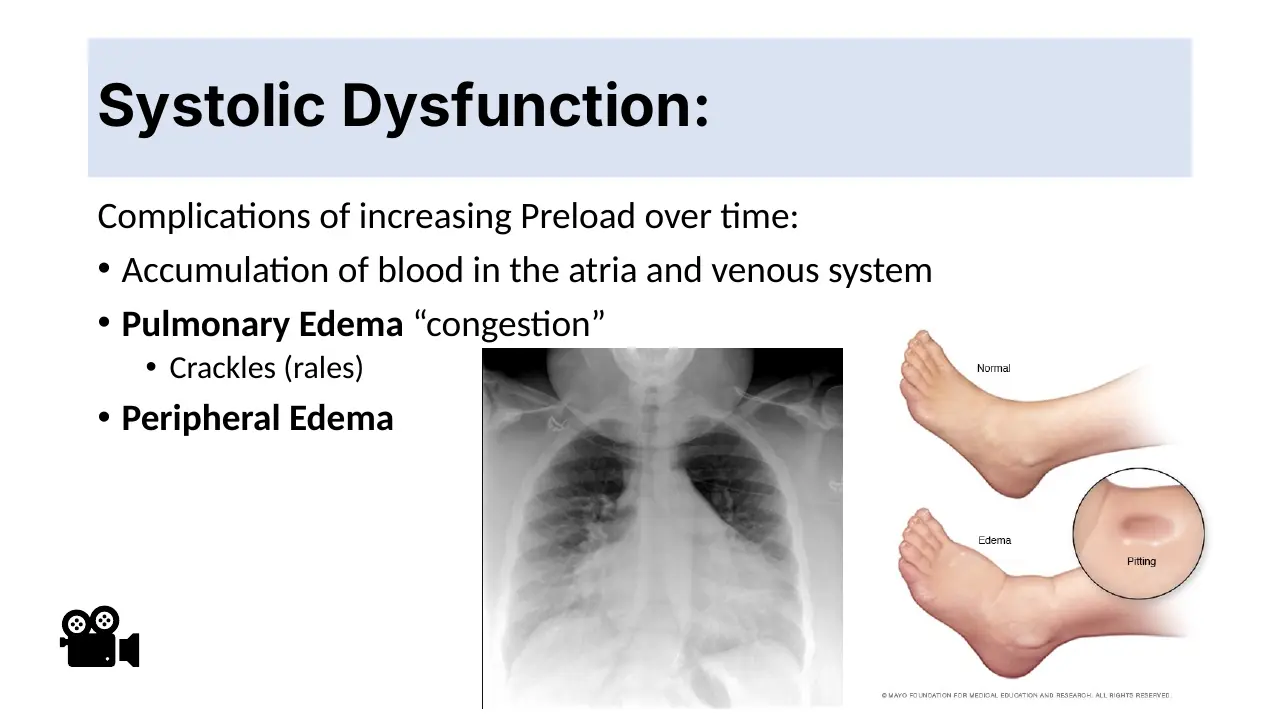 Systolic Dysfunction:
Complications of increasing Preload over time:
• Accumulation of blood in the atria and venous system
• Pulmonary Edema “congestion”
• Crackles (rales)
• Peripheral Edema
Normal
Edema
Pitting
© MAYO FOUNDATION FOR MEDICAL EDUCATION AND RESEARCH. ALL RIGHTS RESERVED.